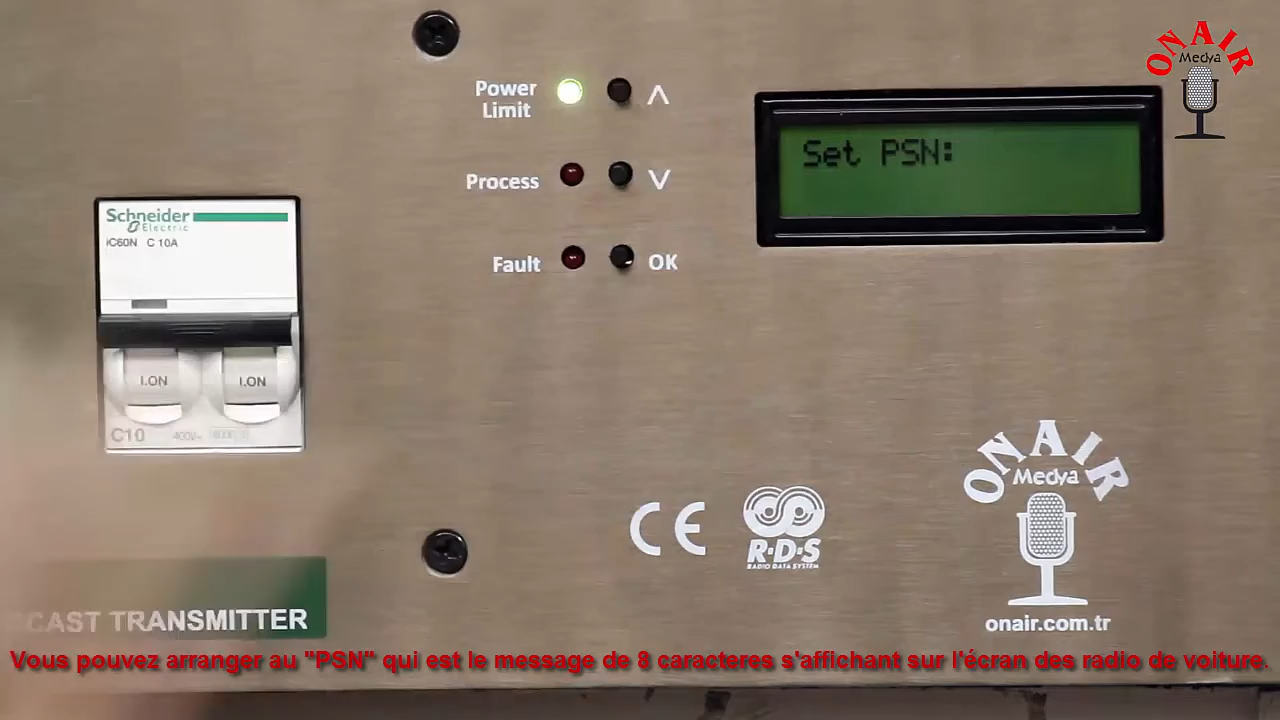 ONAIR
Medya
Power
Limit
Λ
Set PSN:
Process
V
Schneider
Electric
iC60N C 10A
Fault
OK
I.ON
I.ON
C10
400V~
ONAIR
Medya
CE
R·D·S
RADIO DATA SYSTEM
CAST TRANSMITTER
onair.com.tr
Vous pouvez arranger au "PSN" qui est le message de 8 caracteres s'affichant sur l'écran des radio de voiture.